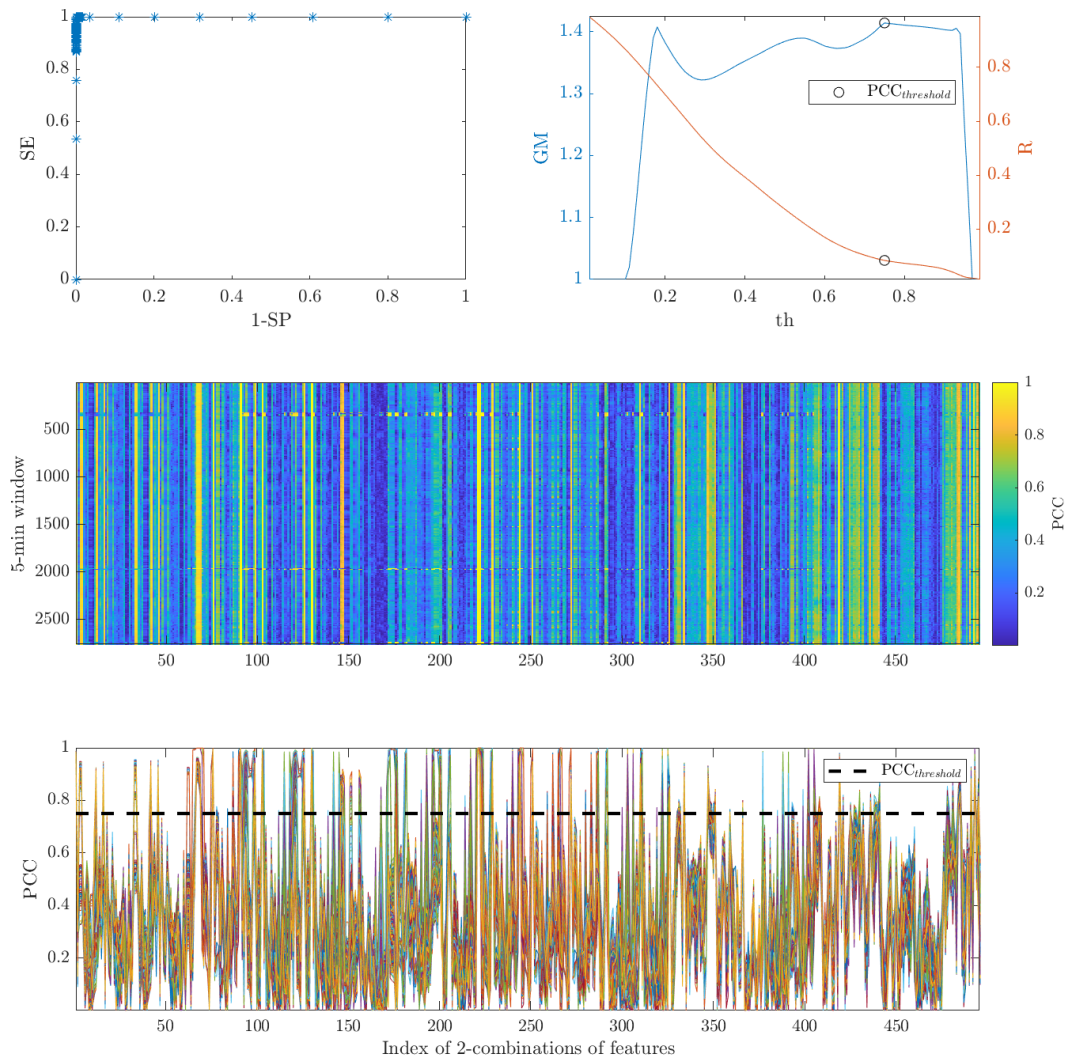 1
0.8
0.6
0.4
0.2
0
SE
0 0.2 0.4 0.6 0.8 1
1-SP
1.4
1.3
1.2
1.1
1
GM
0.8
0.6
0.4
0.2
R
PCC_threshold
0.2 0.4 0.6 0.8
th
500
1000
1500
2000
2500
5-min window
50 100 150 200 250 300 350 400 450
1
0.8
0.6
0.4
0.2
PCC
1
0.8
0.6
0.4
0.2
PCC
PCC_threshold
50 100 150 200 250 300 350 400 450
Index of 2-combinations of features